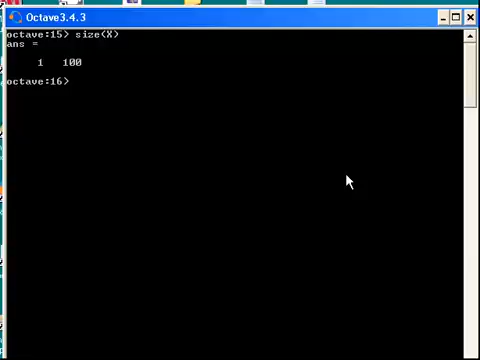 Octave3.4.3
octave:15> size(X)
ans =
1 100
octave:16>